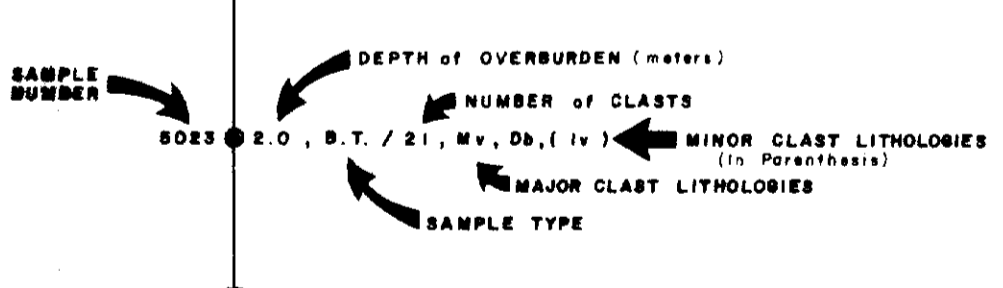 DEPTH of OVERBURDEN (meters)
SAMPLE
NUMBER
NUMBER of CLASTS
5023 2.0 , B.T. / 21 , Mv , Db, ( Iv )
MINOR CLAST LITHOLOGIES
(In Parenthesis)
MAJOR CLAST LITHOLOGIES
SAMPLE TYPE